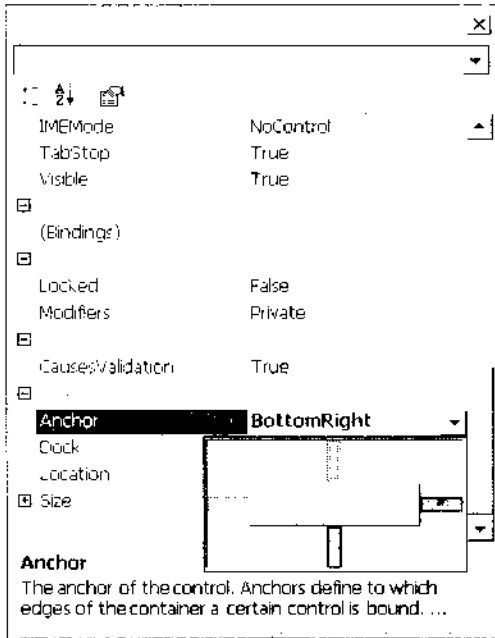 IMEMode NoControl
TabStop True
Visible True
(Bindings)
Locked False
Modifiers Private
CausesValidation True
Anchor BottomRight
Dock
Location
Size
Anchor
The anchor of the control. Anchors define to which
edges of the container a certain control is bound. ...